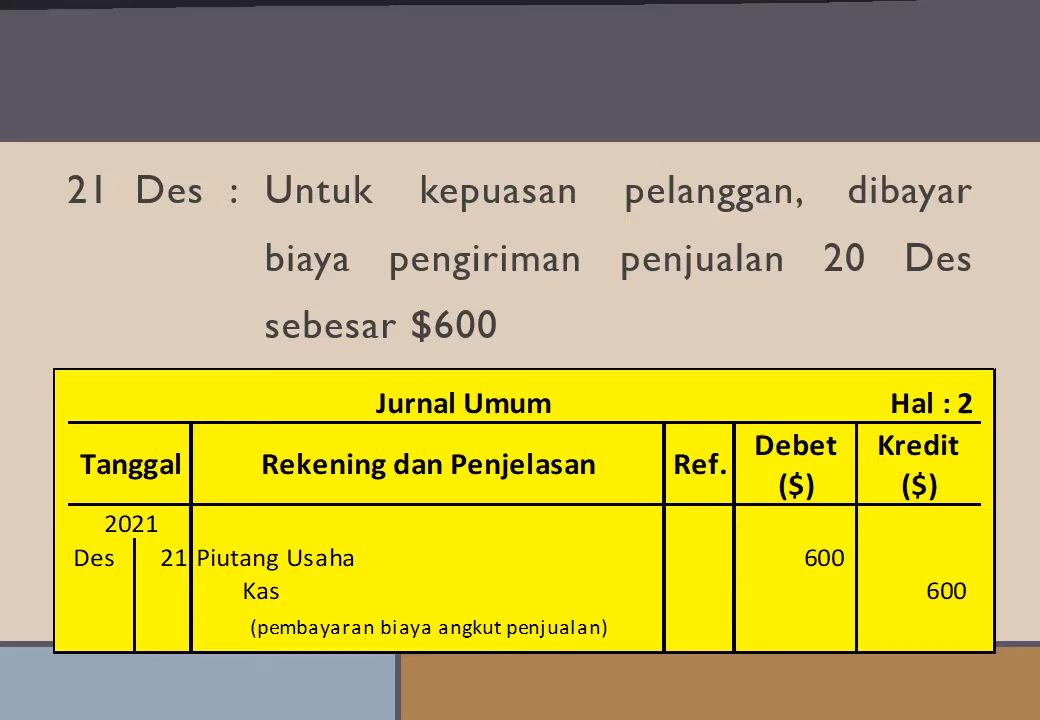 21 Des : Untuk kepuasan pelanggan, dibayar
biaya pengiriman penjualan 20 Des
sebesar $600
Jurnal Umum Hal : 2
Tanggal Rekening dan Penjelasan Ref. Debet ($) Kredit ($)
2021
Des 21 Piutang Usaha 600
Kas 600
(pembayaran biaya angkut penjualan)